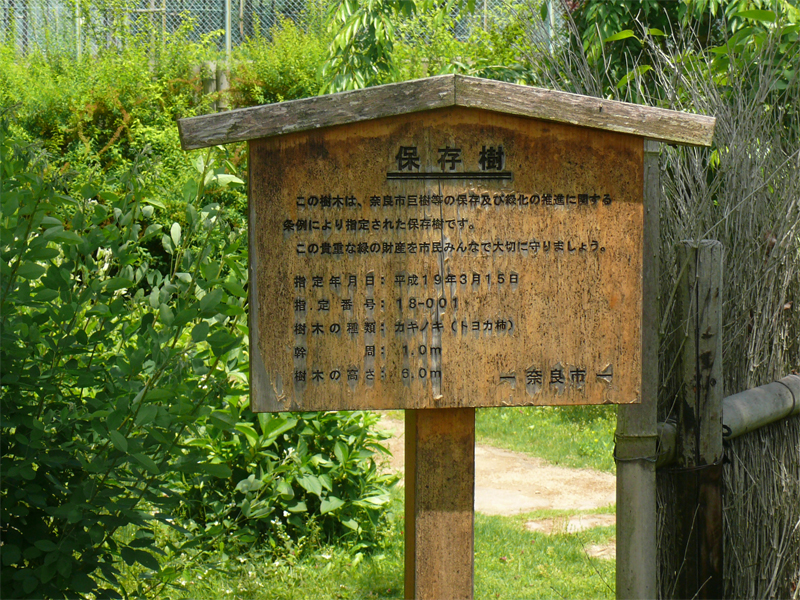 保存樹
この樹木は、奈良市巨樹等の保存及び緑化の推進に関する
条例により指定された保存樹です。
この貴重な緑の財産を市民みんなで大切に守りましょう。
指定年月日：平成19年3月15日
指定番号：18-001
樹木の種類：カキノキ（トヨカ柿）
幹周：1.0m
樹木の高さ：6.0m
奈良市